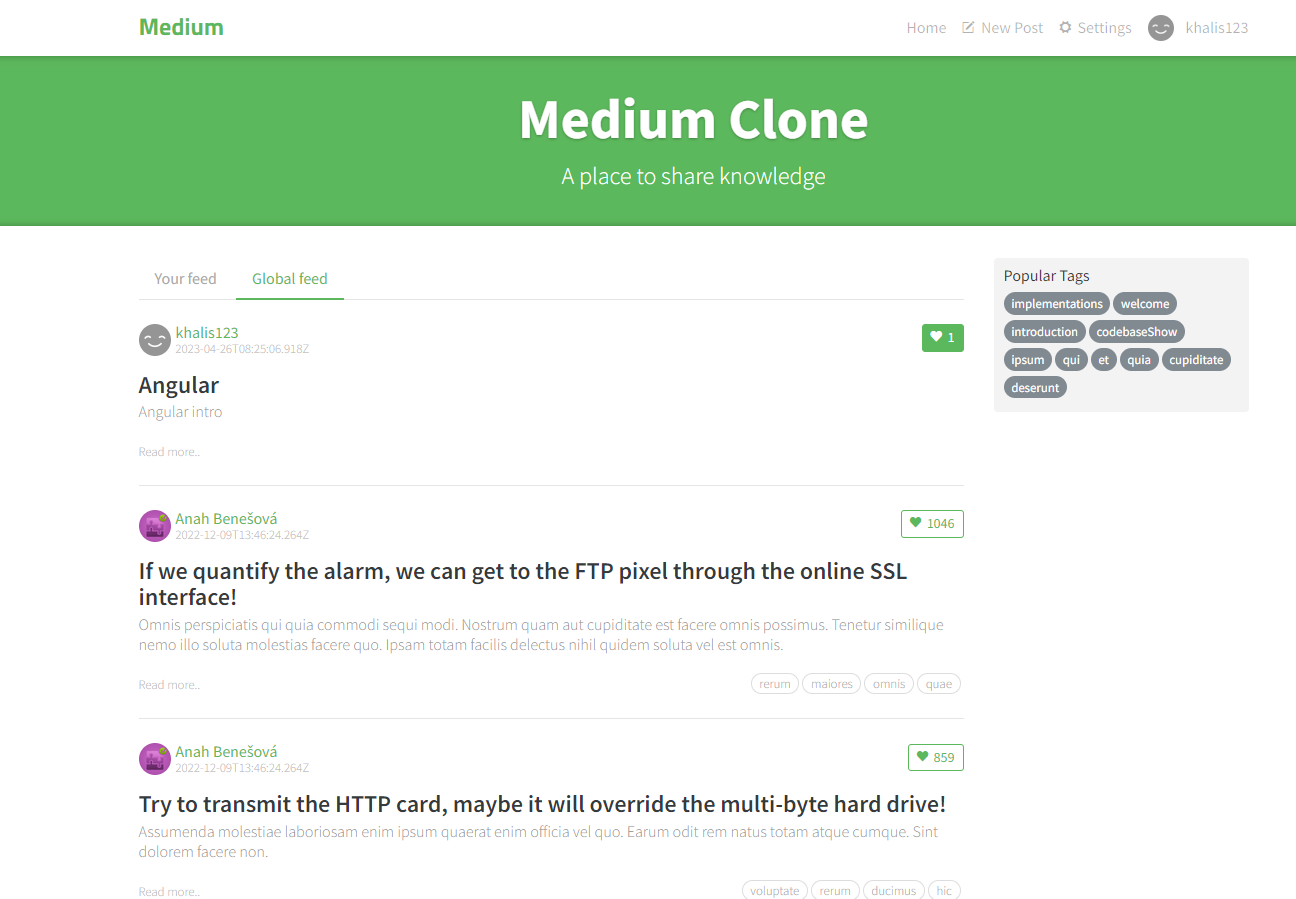 Medium
Home New Post Settings khalis123
Medium Clone
A place to share knowledge
Your feed Global feed
khalis123
2023-04-26T08:25:06.918Z
1
Angular
Angular intro
Read more..
Anah Benešová
2022-12-09T13:46:24.264Z
1046
If we quantify the alarm, we can get to the FTP pixel through the online SSL
interface!
Omnis perspiciatis qui quia commodi sequi modi. Nostrum quam aut cupiditate est facere omnis possimus. Tenetur similique
nemo illo soluta molestias facere quo. Ipsam totam facilis delectus nihil quidem soluta vel est omnis.
Read more..
rerum maiores omnis quae
Anah Benešová
2022-12-09T13:46:24.264Z
859
Try to transmit the HTTP card, maybe it will override the multi-byte hard drive!
Assumenda molestiae laboriosam enim ipsum quaerat enim officia vel quo. Earum odit rem natus totam atque cumque. Sint
dolorem facere non.
Read more..
voluptate rerum ducimus hic
Popular Tags
implementations welcome
introduction codebaseShow
ipsum qui et quia cupiditate
deserunt